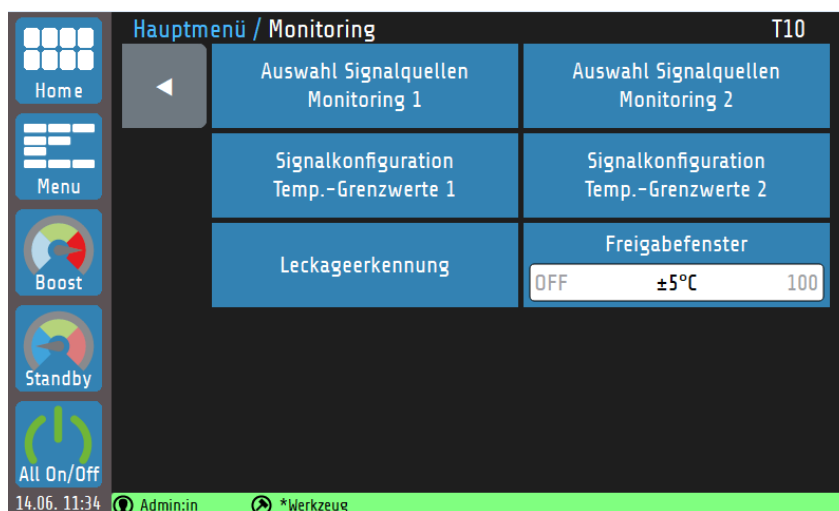 Hauptmenü / Monitoring
T10
Home
Menu
Boost
Standby
All On/Off
14.06. 11:34
◄
Auswahl Signalquellen
Monitoring 1
Auswahl Signalquellen
Monitoring 2
Signalkonfiguration
Temp.-Grenzwerte 1
Signalkonfiguration
Temp.-Grenzwerte 2
Leckageerkennung
Freigabefenster
OFF ±5°C 100
Admin:in
*Werkzeug